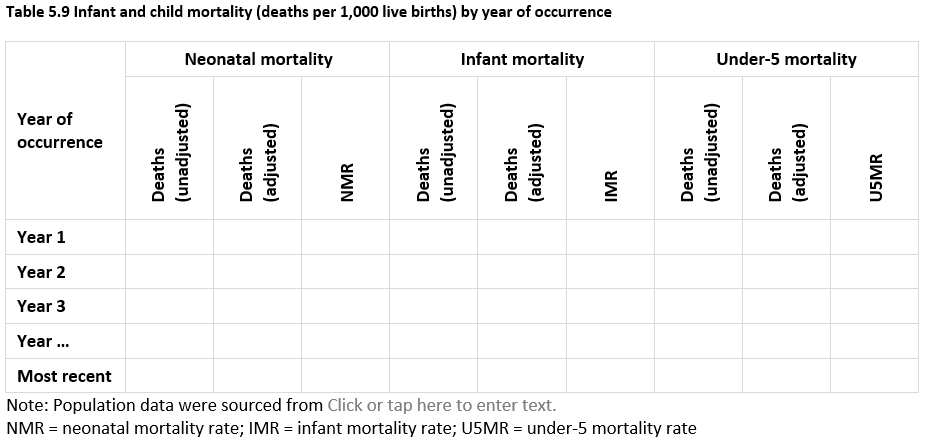 Table 5.9 Infant and child mortality (deaths per 1,000 live births) by year of occurrence
Year of
occurrence
Neonatal mortality
Infant mortality
Under-5 mortality
Deaths
(unadjusted)
Deaths
(adjusted)
NMR
Deaths
(unadjusted)
Deaths
(adjusted)
IMR
Deaths
(unadjusted)
Deaths
(adjusted)
U5MR
Year 1
Year 2
Year 3
Year ...
Most recent
Note: Population data were sourced from Click or tap here to enter text.
NMR = neonatal mortality rate; IMR = infant mortality rate; U5MR = under-5 mortality rate